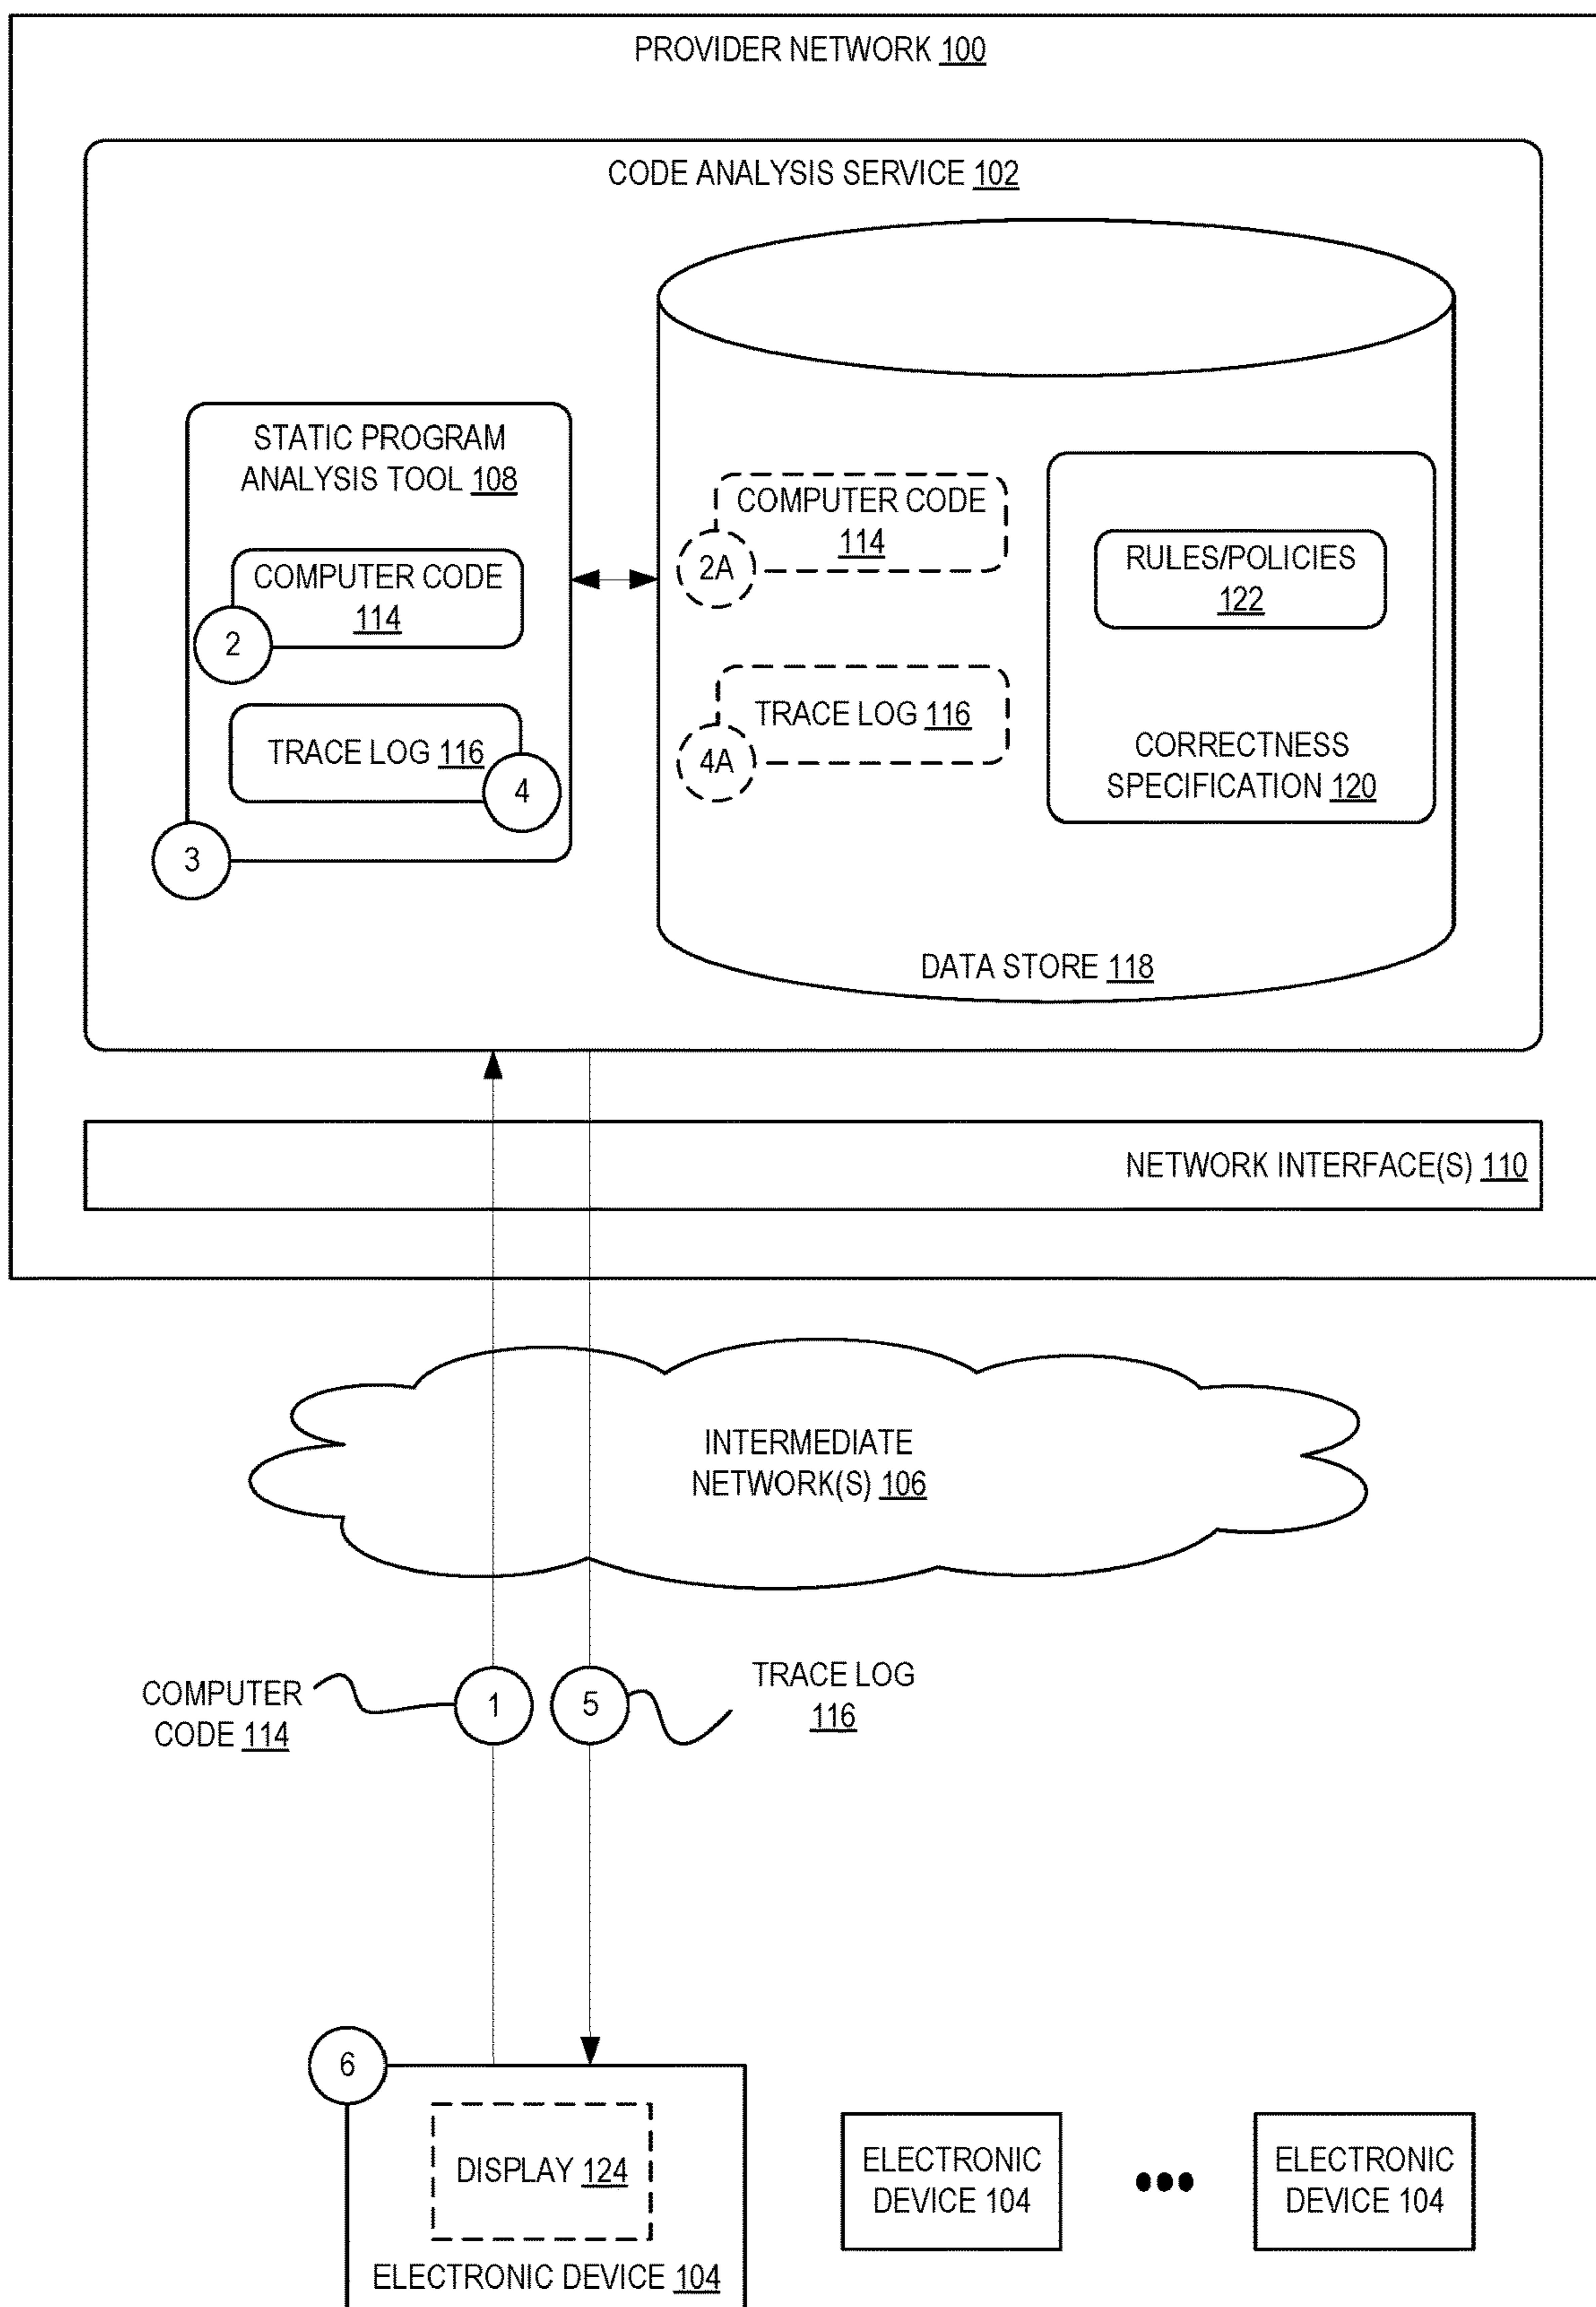 PROVIDER NETWORK 100
CODE ANALYSIS SERVICE 102
STATIC PROGRAM
ANALYSIS TOOL 108
COMPUTER CODE
114
2
TRACE LOG 116
4
3
COMPUTER CODE
114
2A
TRACE LOG 116
4A
RULES/POLICIES
122
CORRECTNESS
SPECIFICATION 120
DATA STORE 118
NETWORK INTERFACE(S) 110
INTERMEDIATE
NETWORK(S) 106
COMPUTER
CODE 114
1
5
TRACE LOG
116
6
DISPLAY 124
ELECTRONIC DEVICE 104
ELECTRONIC
DEVICE 104
ELECTRONIC
DEVICE 104